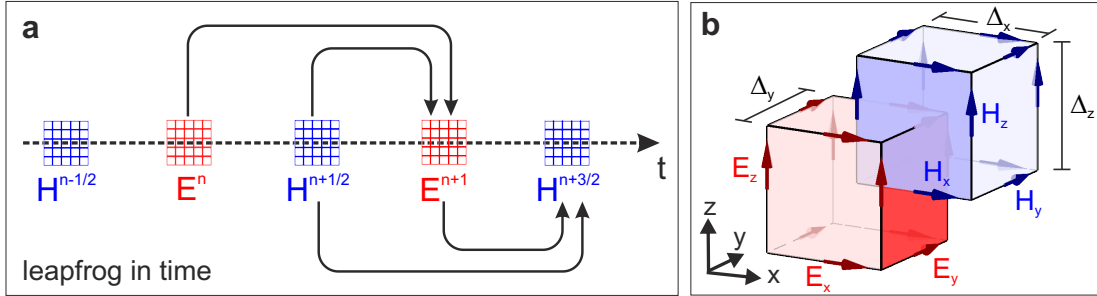 a
t
H^n-1/2
E^n
H^n+1/2
E^n+1
H^n+3/2
leapfrog in time
b
Δx
Δy
Δz
Hz
Ez
Hx
Hy
z
y
x
Ex
Ey